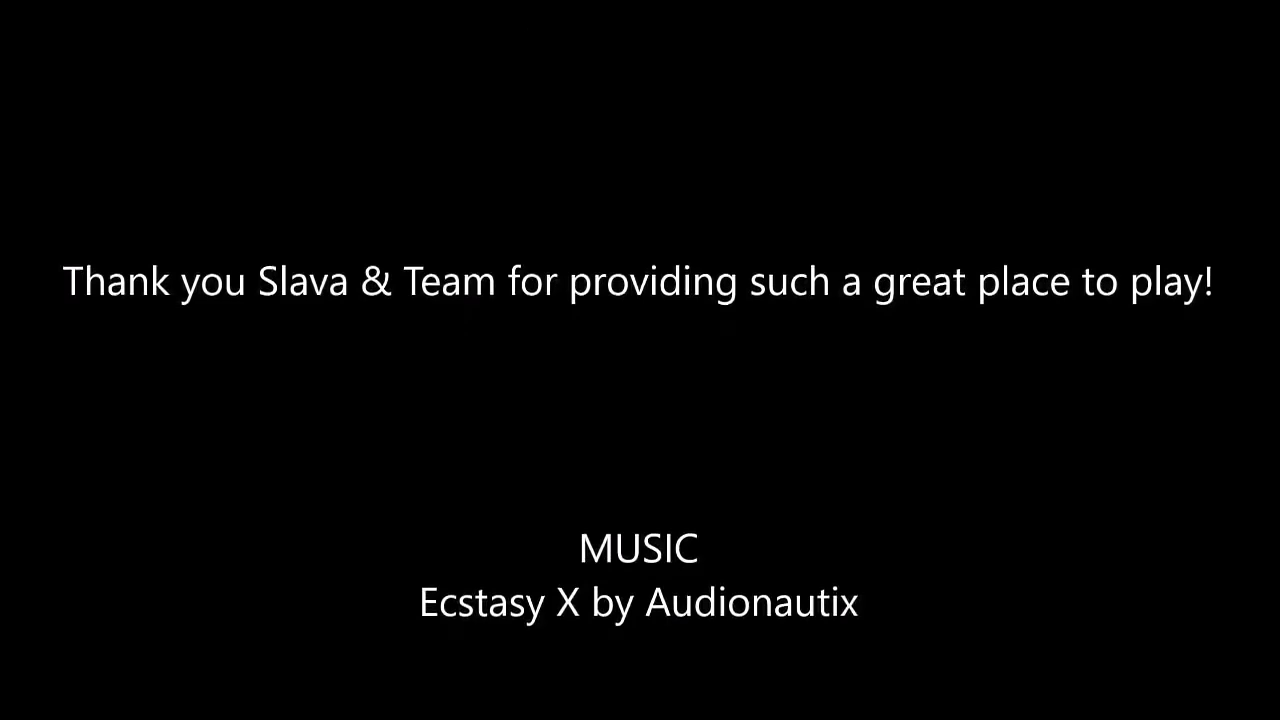 Thank you Slava & Team for providing such a great place to play!
MUSIC
Ecstasy X by Audionautix